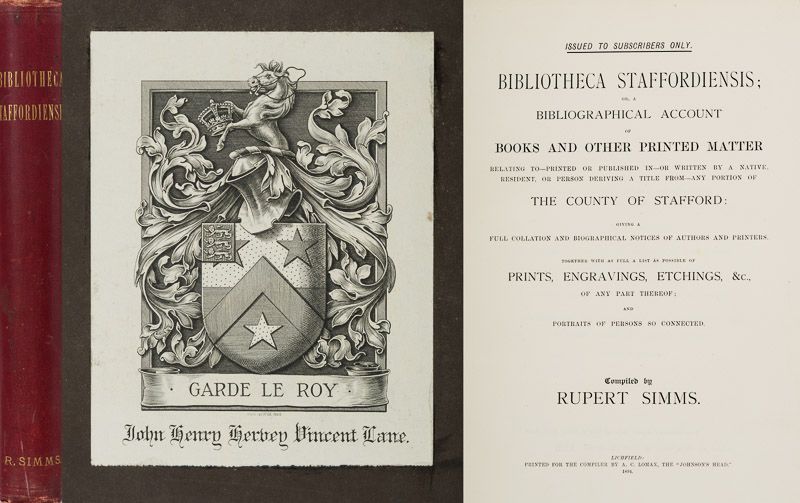 BIBLIOTHECA
STAFFORDIENSI
R. SIMMS.
· GARDE LE ROY ·
John Henry Hervey Vincent Lane.
ISSUED TO SUBSCRIBERS ONLY.
BIBLIOTHECA STAFFORDIENSIS;
OR, A
BIBLIOGRAPHICAL ACCOUNT
OF
BOOKS AND OTHER PRINTED MATTER
RELATING TO—PRINTED OR PUBLISHED IN—OR WRITTEN BY A NATIVE,
RESIDENT, OR PERSON DERIVING A TITLE FROM—ANY PORTION OF
THE COUNTY OF STAFFORD:
GIVING A
FULL COLLATION AND BIOGRAPHICAL NOTICES OF AUTHORS AND PRINTERS.
TOGETHER WITH AS FULL A LIST AS POSSIBLE OF
PRINTS, ENGRAVINGS, ETCHINGS, &c.,
OF ANY PART THEREOF;
AND
PORTRAITS OF PERSONS SO CONNECTED.
Compiled by
RUPERT SIMMS.
LICHFIELD:
PRINTED FOR THE COMPILER BY A. C. LOMAX, THE "JOHNSON'S HEAD."
1894.